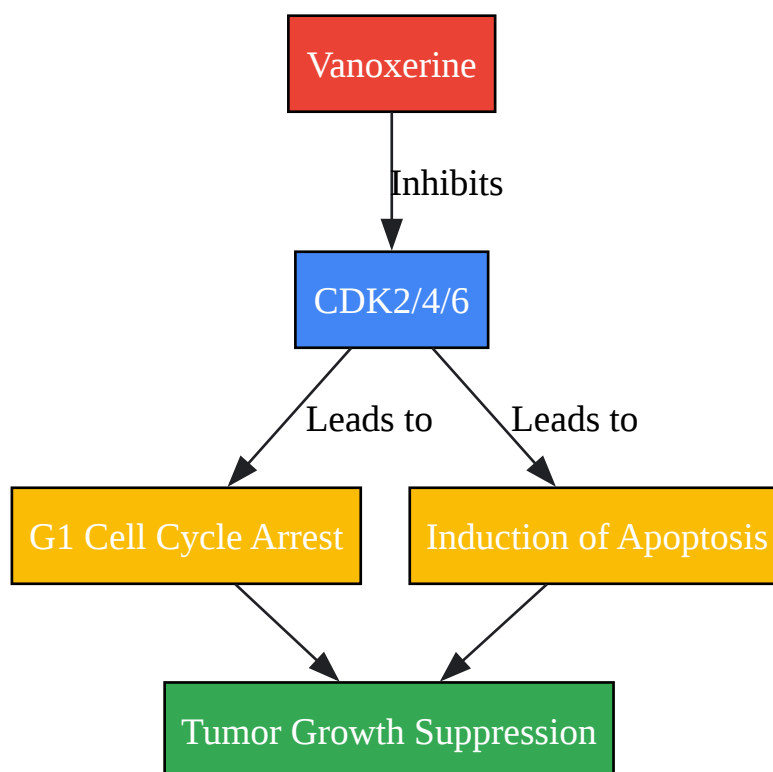 Vanoxerine
Inhibits
CDK2/4/6
Leads to
Leads to
G1 Cell Cycle Arrest
Induction of Apoptosis
Tumor Growth Suppression